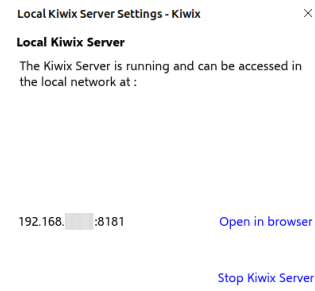 Local Kiwix Server Settings - Kiwix
Local Kiwix Server
The Kiwix Server is running and can be accessed in
the local network at :
192.168. :8181 Open in browser
Stop Kiwix Server